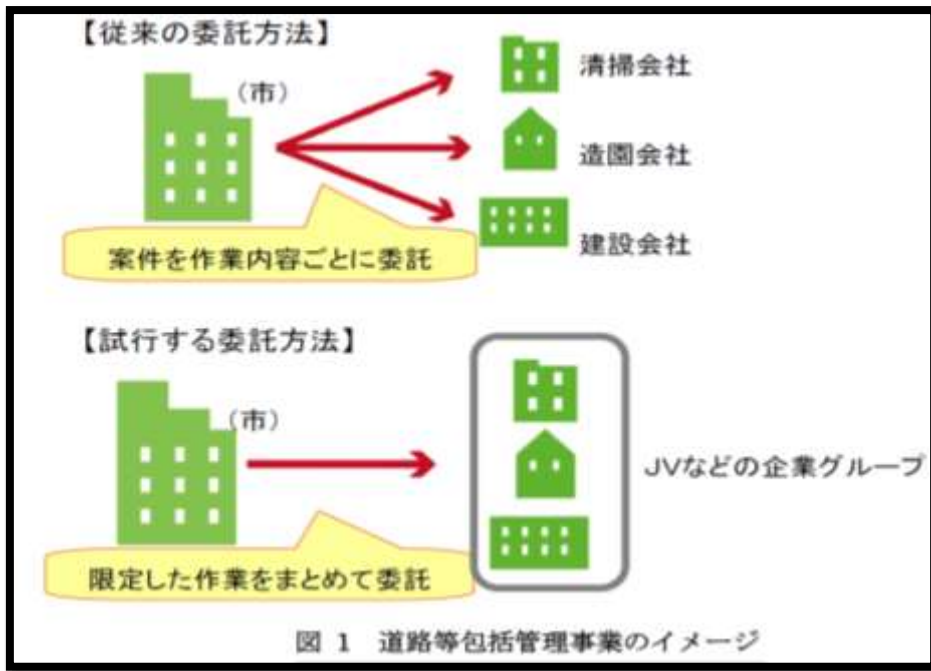 【従来の委託方法】
(市)
清掃会社
造園会社
建設会社
案件を作業内容ごとに委託
【試行する委託方法】
(市)
JVなどの企業グループ
限定した作業をまとめて委託
図 1 道路等包括管理事業のイメージ